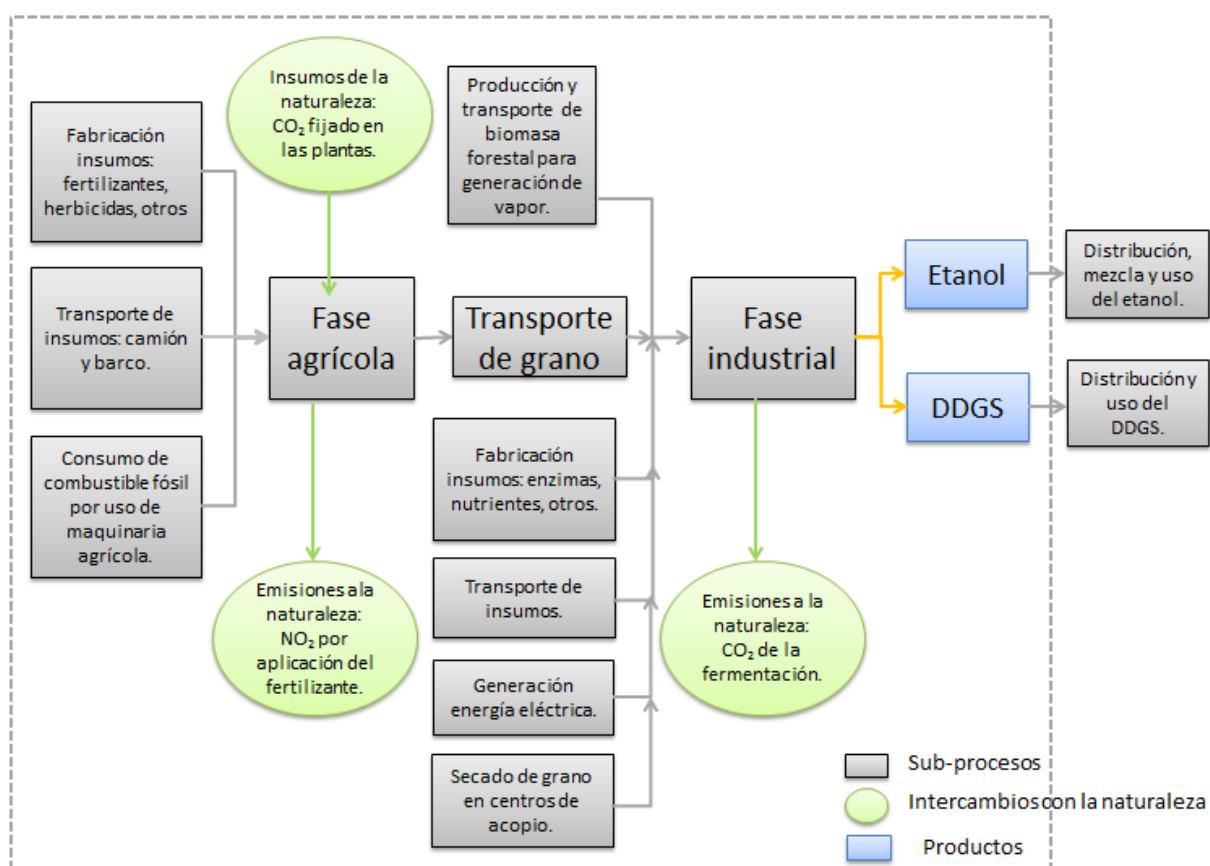 Insumos de la
naturaleza:
CO₂ fijado en
las plantas.
Producción y
transporte de
biomasa
forestal para
generación de
vapor.
Fabricación
insumos:
fertilizantes,
herbicidas, otros
Transporte de
insumos: camión
y barco.
Consumo de
combustible fósil
por uso de
maquinaria
agrícola.
Fase
agrícola
Transporte
de grano
Fase
industrial
Etanol
DDGS
Distribución,
mezcla y uso
del etanol.
Distribución y
uso del
DDGS.
Emisiones a la
naturaleza:
NO₂ por
aplicación del
fertilizante.
Fabricación
insumos: enzimas,
nutrientes, otros.
Transporte de
insumos.
Generación
energía eléctrica.
Secado de grano
en centros de
acopio.
Emisiones a la
naturaleza:
CO₂ de la
fermentación.
Sub-procesos
Intercambios con la naturaleza
Productos